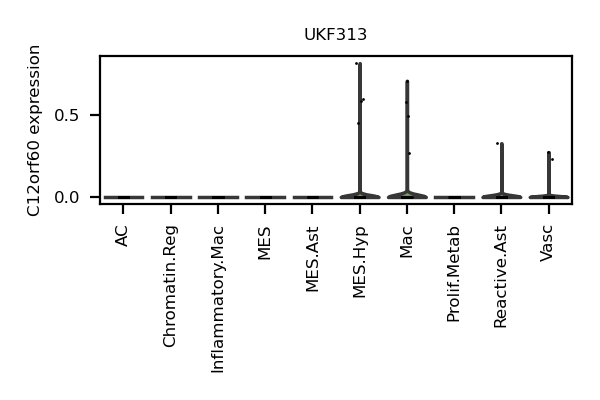 UKF313
C12orf60 expression
0.5
0.0
AC
Chromatin.Reg
Inflammatory.Mac
MES
MES.Ast
MES.Hyp
Mac
Prolif.Metab
Reactive.Ast
Vasc